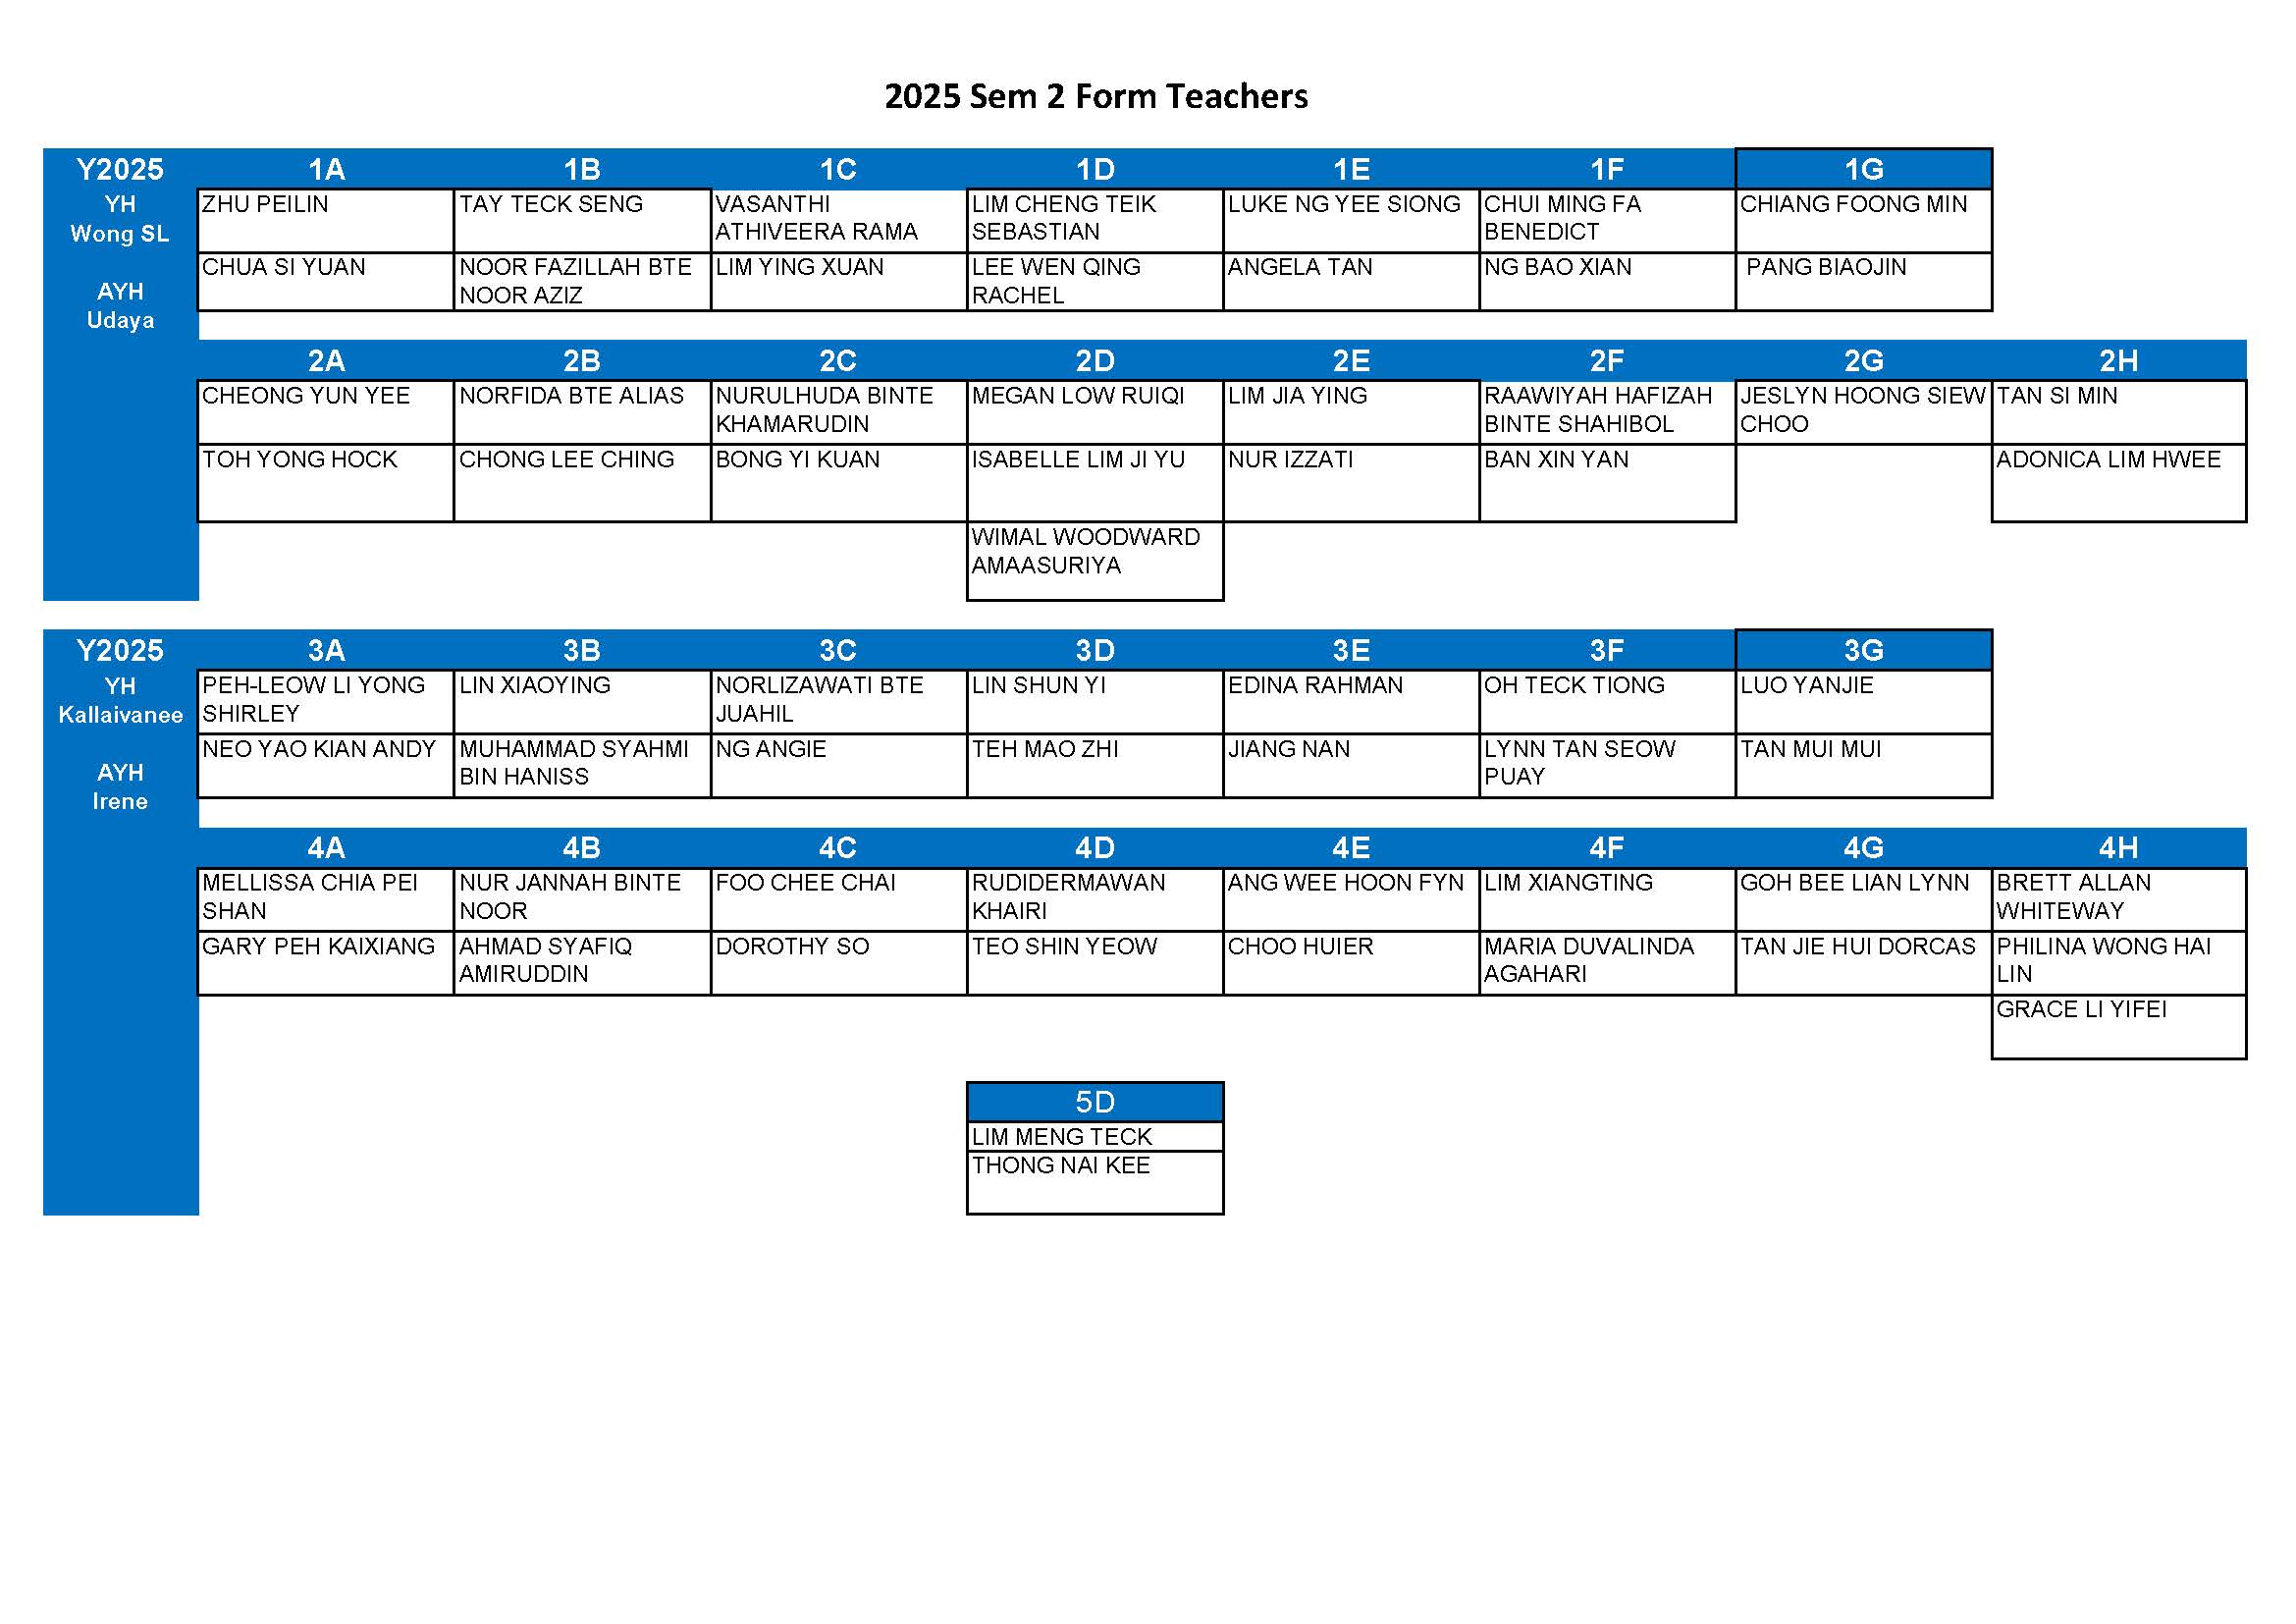 2025 Sem 2 Form Teachers
Y2025 1A 1B 1C 1D 1E 1F 1G
YH
Wong SL
AYH
Udaya
ZHU PEILIN
TAY TECK SENG
VASANTHI
ATHIVEERA RAMA
LIM CHENG TEIK
SEBASTIAN
LUKE NG YEE SIONG
CHUI MING FA
BENEDICT
CHIANG FOONG MIN
CHUA SI YUAN
NOOR FAZILLAH BTE
NOOR AZIZ
LIM YING XUAN
LEE WEN QING
RACHEL
ANGELA TAN
NG BAO XIAN
PANG BIAOJIN
2A 2B 2C 2D 2E 2F 2G 2H
CHEONG YUN YEE
NORFIDA BTE ALIAS
NURULHUDA BINTE
KHAMARUDIN
MEGAN LOW RUIQI
LIM JIA YING
RAAWIYAH HAFIZAH
BINTE SHAHIBOL
JESLYN HOONG SIEW
CHOO
TAN SI MIN
TOH YONG HOCK
CHONG LEE CHING
BONG YI KUAN
ISABELLE LIM JI YU
NUR IZZATI
BAN XIN YAN
ADONICA LIM HWEE
WIMAL WOODWARD
AMAASURIYA
Y2025 3A 3B 3C 3D 3E 3F 3G
YH
Kallaivanee
AYH
Irene
PEH-LEOW LI YONG
SHIRLEY
LIN XIAOYING
NORLIZAWATI BTE
JUAHIL
LIN SHUN YI
EDINA RAHMAN
OH TECK TIONG
LUO YANJIE
NEO YAO KIAN ANDY
MUHAMMAD SYAHMI
BIN HANISS
NG ANGIE
TEH MAO ZHI
JIANG NAN
LYNN TAN SEOW
PUAY
TAN MUI MUI
4A 4B 4C 4D 4E 4F 4G 4H
MELLISSA CHIA PEI
SHAN
NUR JANNAH BINTE
NOOR
FOO CHEE CHAI
RUDIDERMAWAN
KHAIRI
ANG WEE HOON FYN
LIM XIANGTING
GOH BEE LIAN LYNN
BRETT ALLAN
WHITEWAY
GARY PEH KAIXIANG
AHMAD SYAFIQ
AMIRUDDIN
DOROTHY SO
TEO SHIN YEOW
CHOO HUIER
MARIA DUVALINDA
AGAHARI
TAN JIE HUI DORCAS
PHILINA WONG HAI
LIN
GRACE LI YIFEI
5D
LIM MENG TECK
THONG NAI KEE